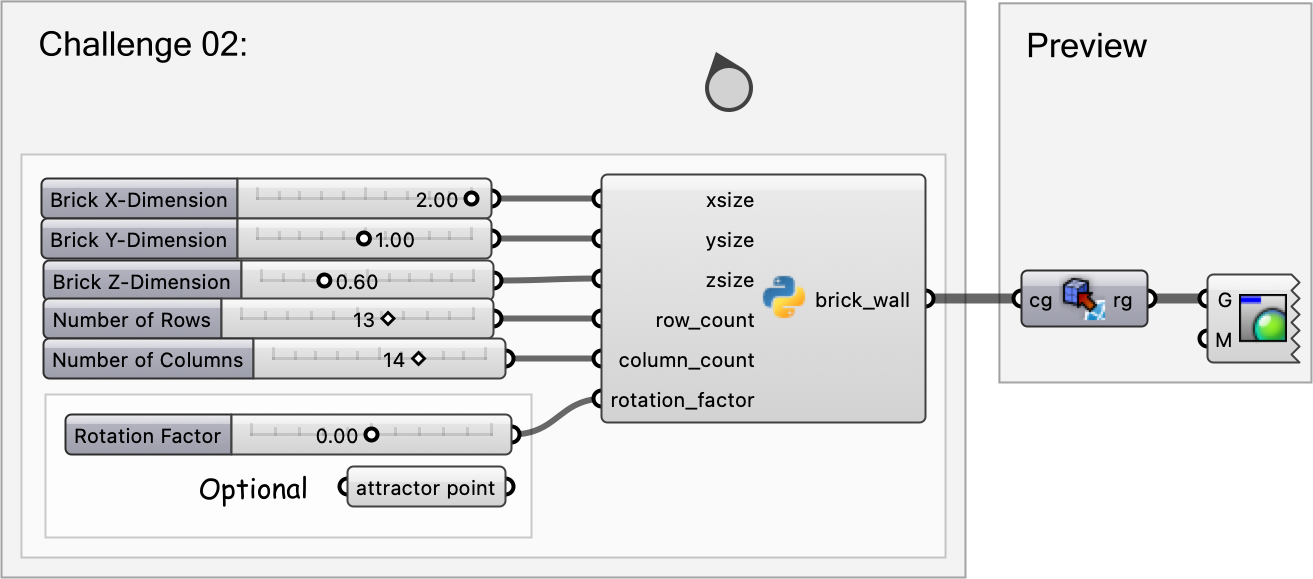 Challenge 02:
Preview
Brick X-Dimension 2.00
Brick Y-Dimension 1.00
Brick Z-Dimension 0.60
Number of Rows 13
Number of Columns 14
Rotation Factor 0.00
Optional attractor point
xsize
ysize
zsize
row_count
column_count
rotation_factor
brick_wall
cg rg
G
M